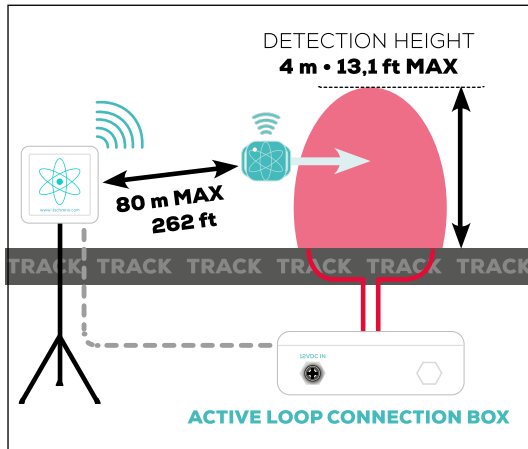 DETECTION HEIGHT
4 m • 13,1 ft MAX
80 m MAX
262 ft
TRACK TRACK TRACK TRACK TRACK TRACK
12VDC IN
ACTIVE LOOP CONNECTION BOX